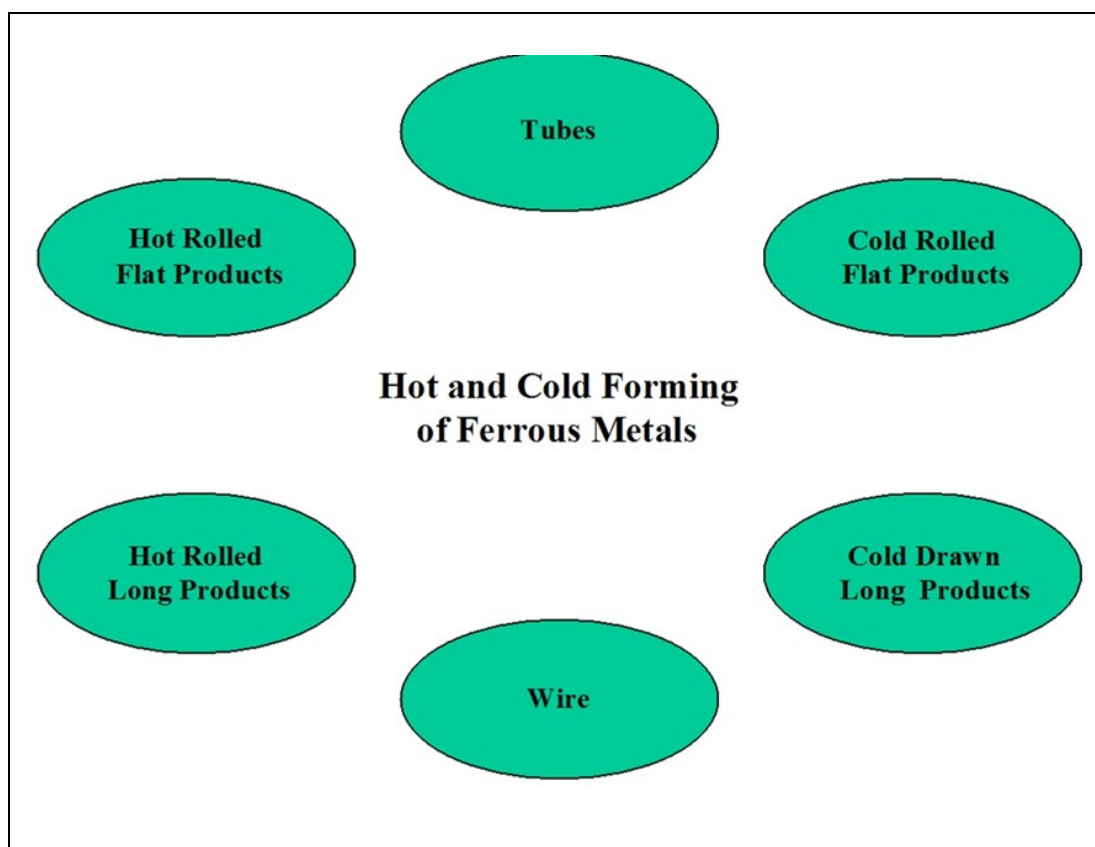 Tubes
Hot Rolled
Flat Products
Cold Rolled
Flat Products
Hot and Cold Forming
of Ferrous Metals
Hot Rolled
Long Products
Cold Drawn
Long Products
Wire